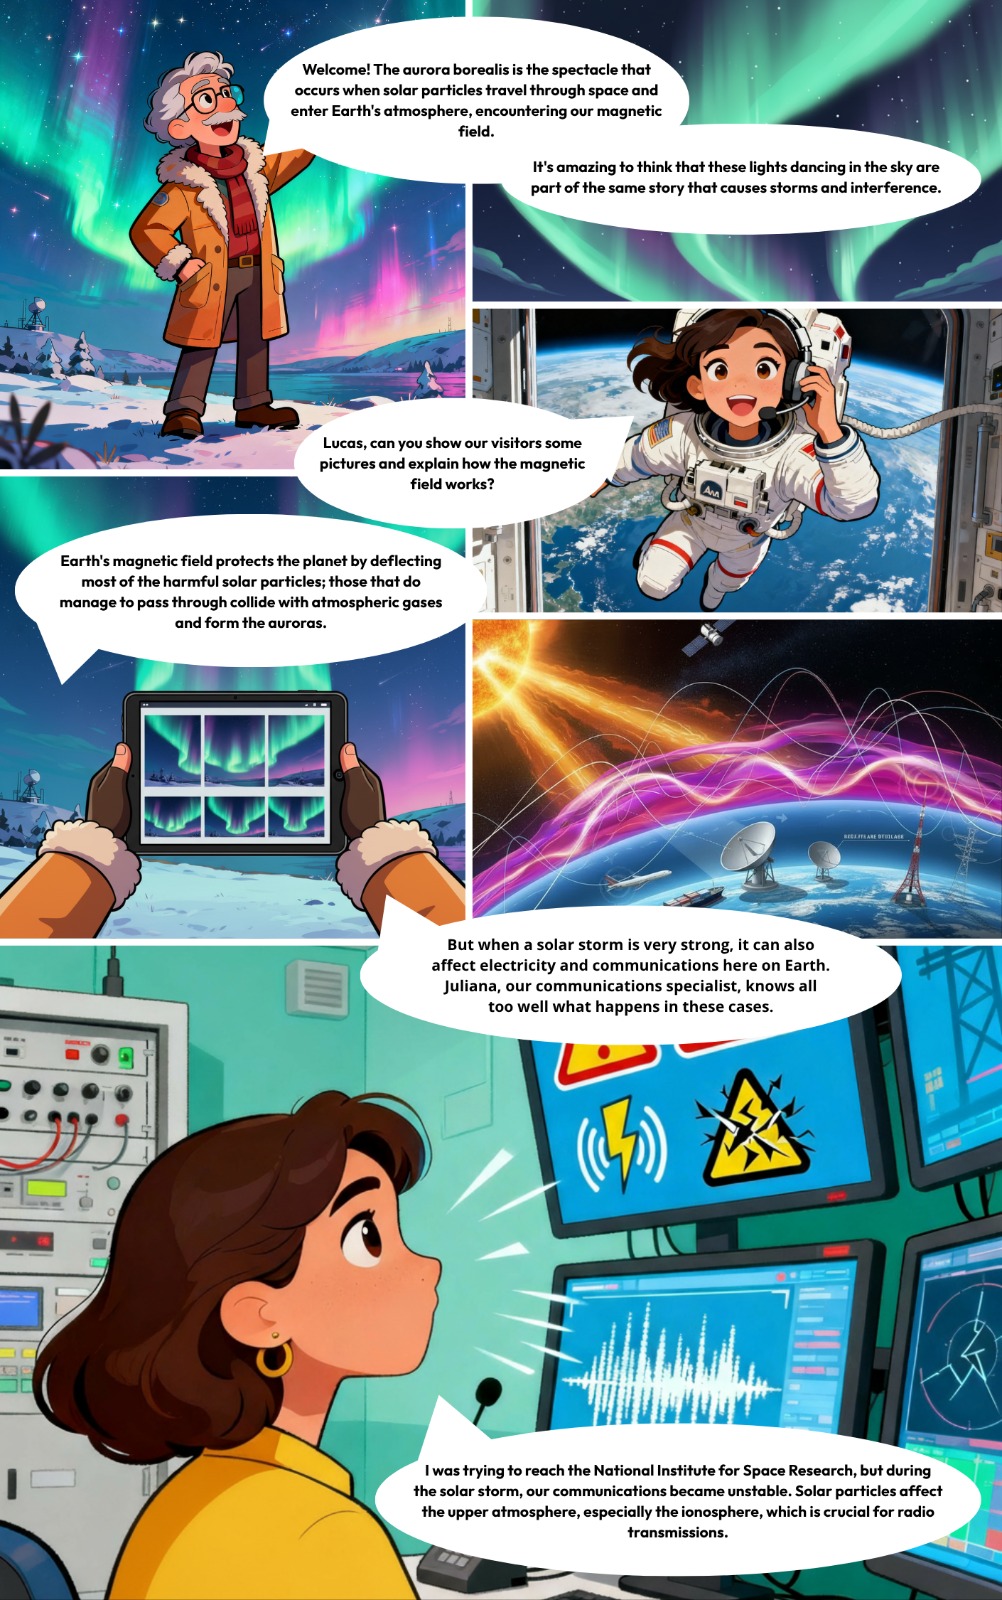 Welcome! The aurora borealis is the spectacle that
occurs when solar particles travel through space and
enter Earth's atmosphere, encountering our magnetic
field.
It's amazing to think that these lights dancing in the sky are
part of the same story that causes storms and interference.
Lucas, can you show our visitors some
pictures and explain how the magnetic
field works?
Earth's magnetic field protects the planet by deflecting
most of the harmful solar particles; those that do
manage to pass through collide with atmospheric gases
and form the auroras.
But when a solar storm is very strong, it can also
affect electricity and communications here on Earth.
Juliana, our communications specialist, knows all
too well what happens in these cases.
I was trying to reach the National Institute for Space Research, but during
the solar storm, our communications became unstable. Solar particles affect
the upper atmosphere, especially the ionosphere, which is crucial for radio
transmissions.